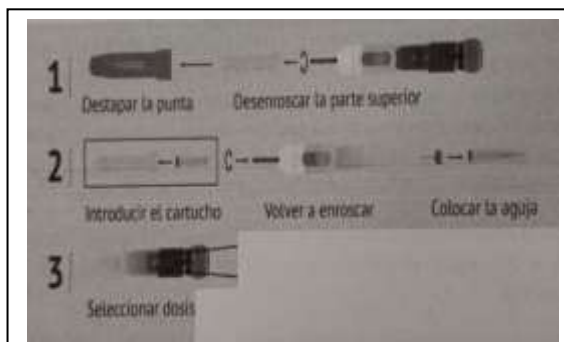 1
Destapar la punta Desenroscar la parte superior
2
Introducir el cartucho Volver a enroscar Colocar la aguja
3
Seleccionar dosis